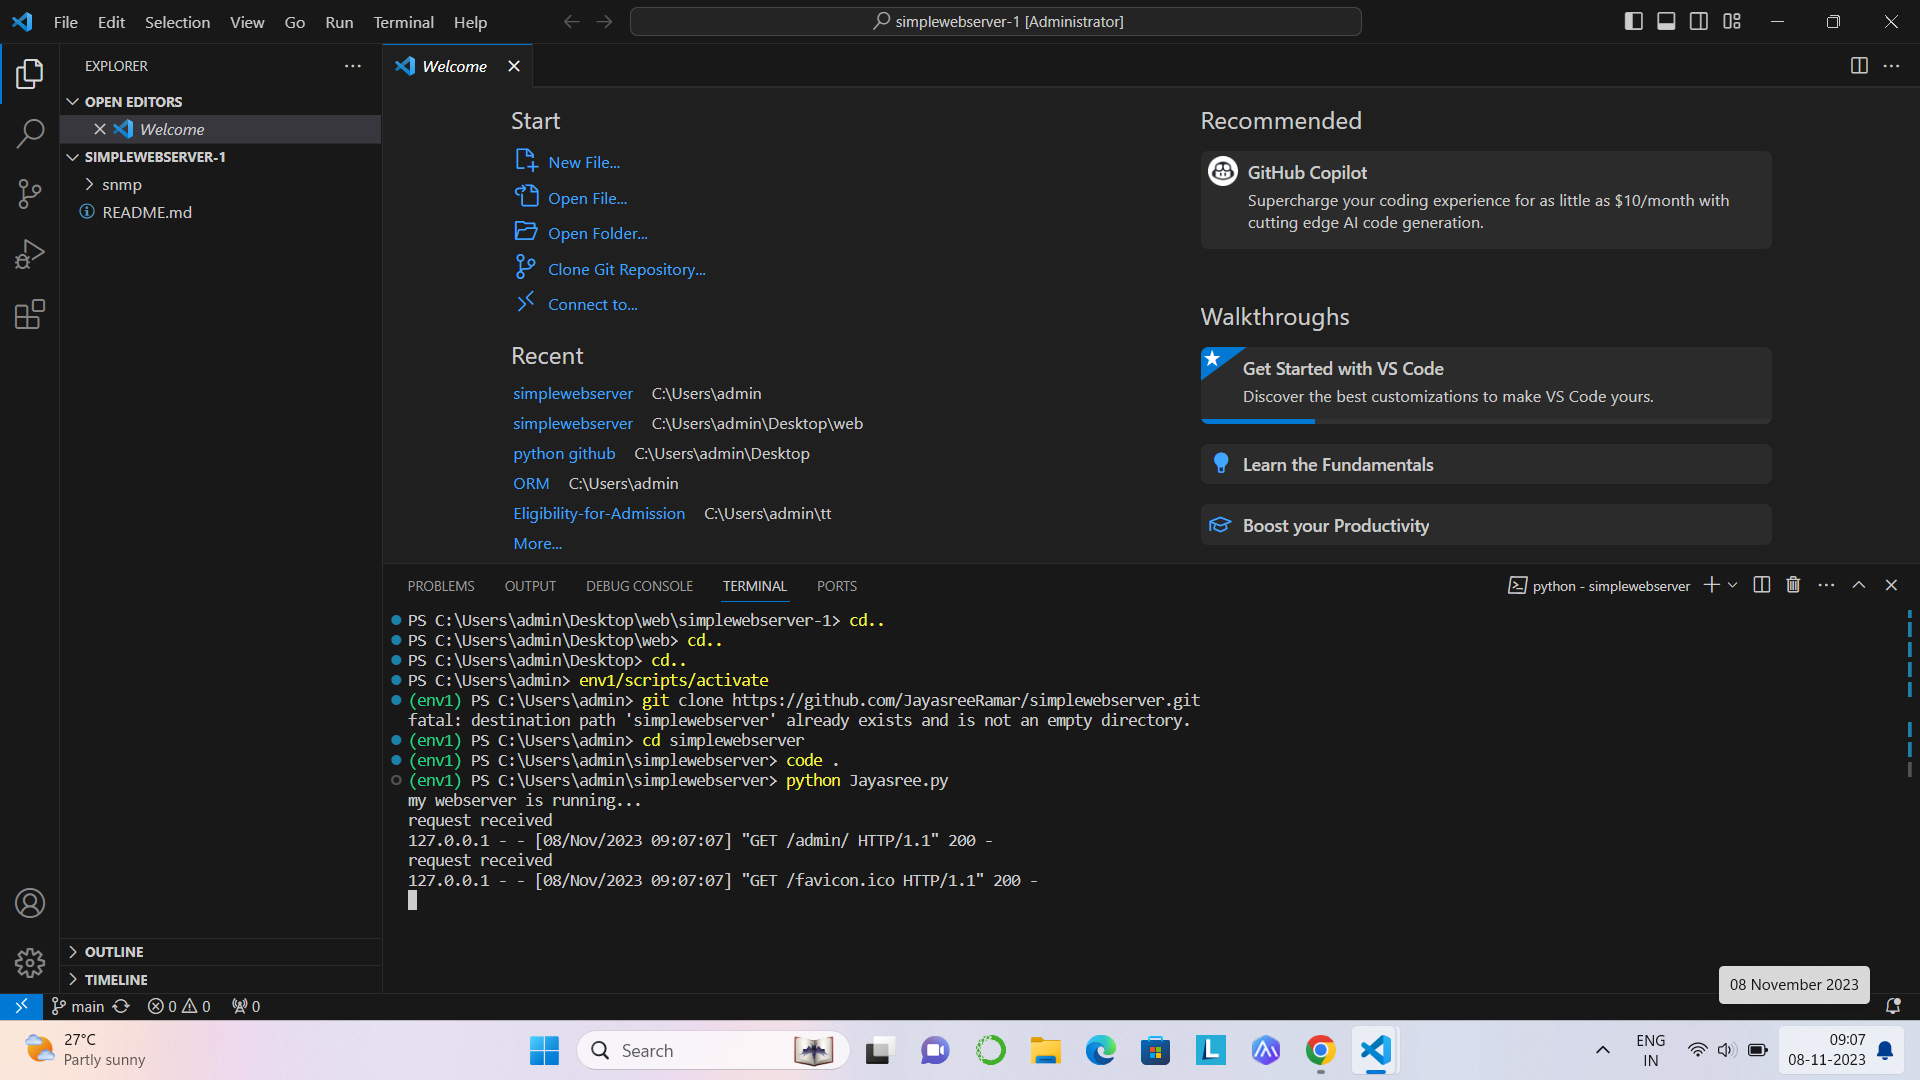 File Edit Selection View Go Run Terminal Help
simplewebserver-1 [Administrator]
EXPLORER
OPEN EDITORS
Welcome
SIMPLEWEBSERVER-1
snmp
README.md
OUTLINE
TIMELINE
Welcome
Start
New File...
Open File...
Open Folder...
Clone Git Repository...
Connect to...
Recent
simplewebserver C:\Users\admin
simplewebserver C:\Users\admin\Desktop\web
python github C:\Users\admin\Desktop
ORM C:\Users\admin
Eligibility-for-Admission C:\Users\admin\tt
More...
Recommended
GitHub Copilot
Supercharge your coding experience for as little as $10/month with
cutting edge AI code generation.
Walkthroughs
Get Started with VS Code
Discover the best customizations to make VS Code yours.
Learn the Fundamentals
Boost your Productivity
PROBLEMS OUTPUT DEBUG CONSOLE TERMINAL PORTS
python - simplewebserver
PS C:\Users\admin\Desktop\web\simplewebserver-1> cd..
PS C:\Users\admin\Desktop\web> cd..
PS C:\Users\admin\Desktop> cd..
PS C:\Users\admin> env1/scripts/activate
(env1) PS C:\Users\admin> git clone https://github.com/JayasreeRamar/simplewebserver.git
fatal: destination path 'simplewebserver' already exists and is not an empty directory.
(env1) PS C:\Users\admin> cd simplewebserver
(env1) PS C:\Users\admin\simplewebserver> code .
(env1) PS C:\Users\admin\simplewebserver> python Jayasree.py
my webserver is running...
request received
127.0.0.1 - - [08/Nov/2023 09:07:07] "GET /admin/ HTTP/1.1" 200 -
request received
127.0.0.1 - - [08/Nov/2023 09:07:07] "GET /favicon.ico HTTP/1.1" 200 -
08 November 2023
main 0 0 0
27°C
Partly sunny
Search
ENG
IN
09:07
08-11-2023